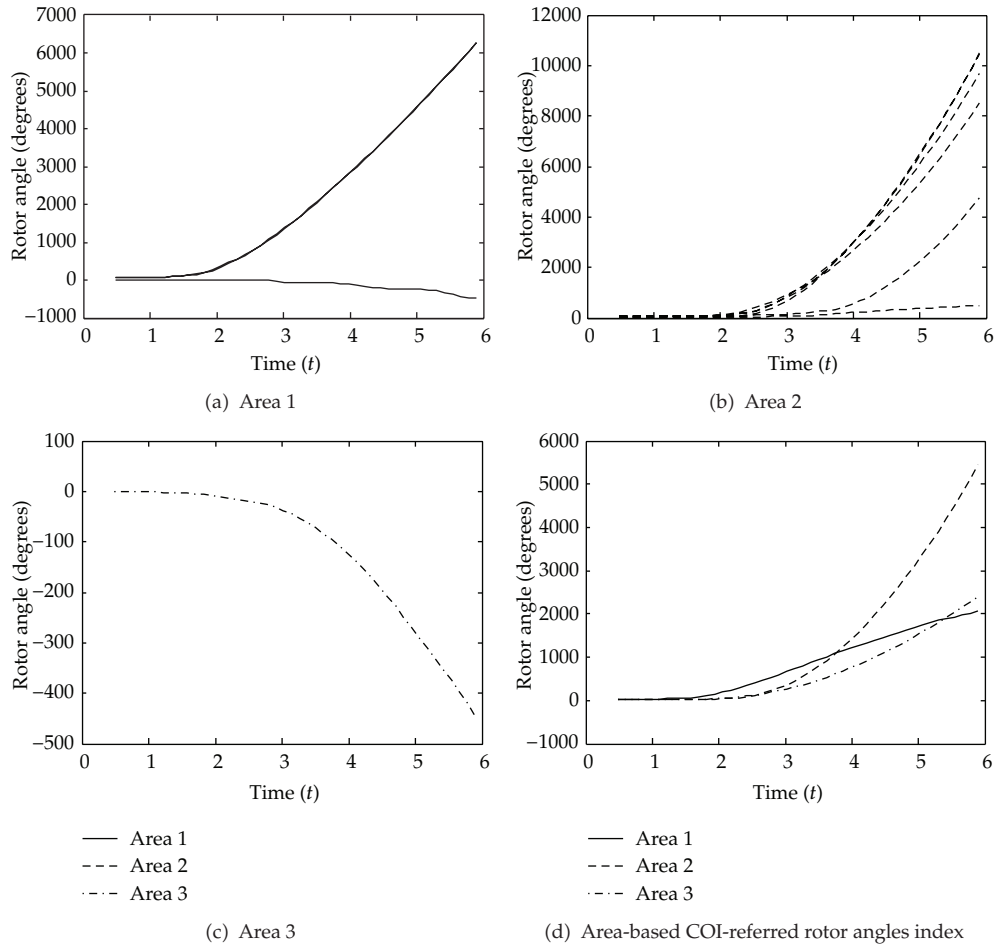 7000
6000
5000
4000
3000
2000
1000
0
−1000
Rotor angle (degrees)
0 1 2 3 4 5 6
Time (t)
(a) Area 1
12000
10000
8000
6000
4000
2000
0
Rotor angle (degrees)
0 1 2 3 4 5 6
Time (t)
(b) Area 2
100
0
−100
−200
−300
−400
−500
Rotor angle (degrees)
0 1 2 3 4 5 6
Time (t)
Area 1
Area 2
Area 3
(c) Area 3
6000
5000
4000
3000
2000
1000
0
−1000
Rotor angle (degrees)
0 1 2 3 4 5 6
Time (t)
Area 1
Area 2
Area 3
(d) Area-based COI-referred rotor angles index